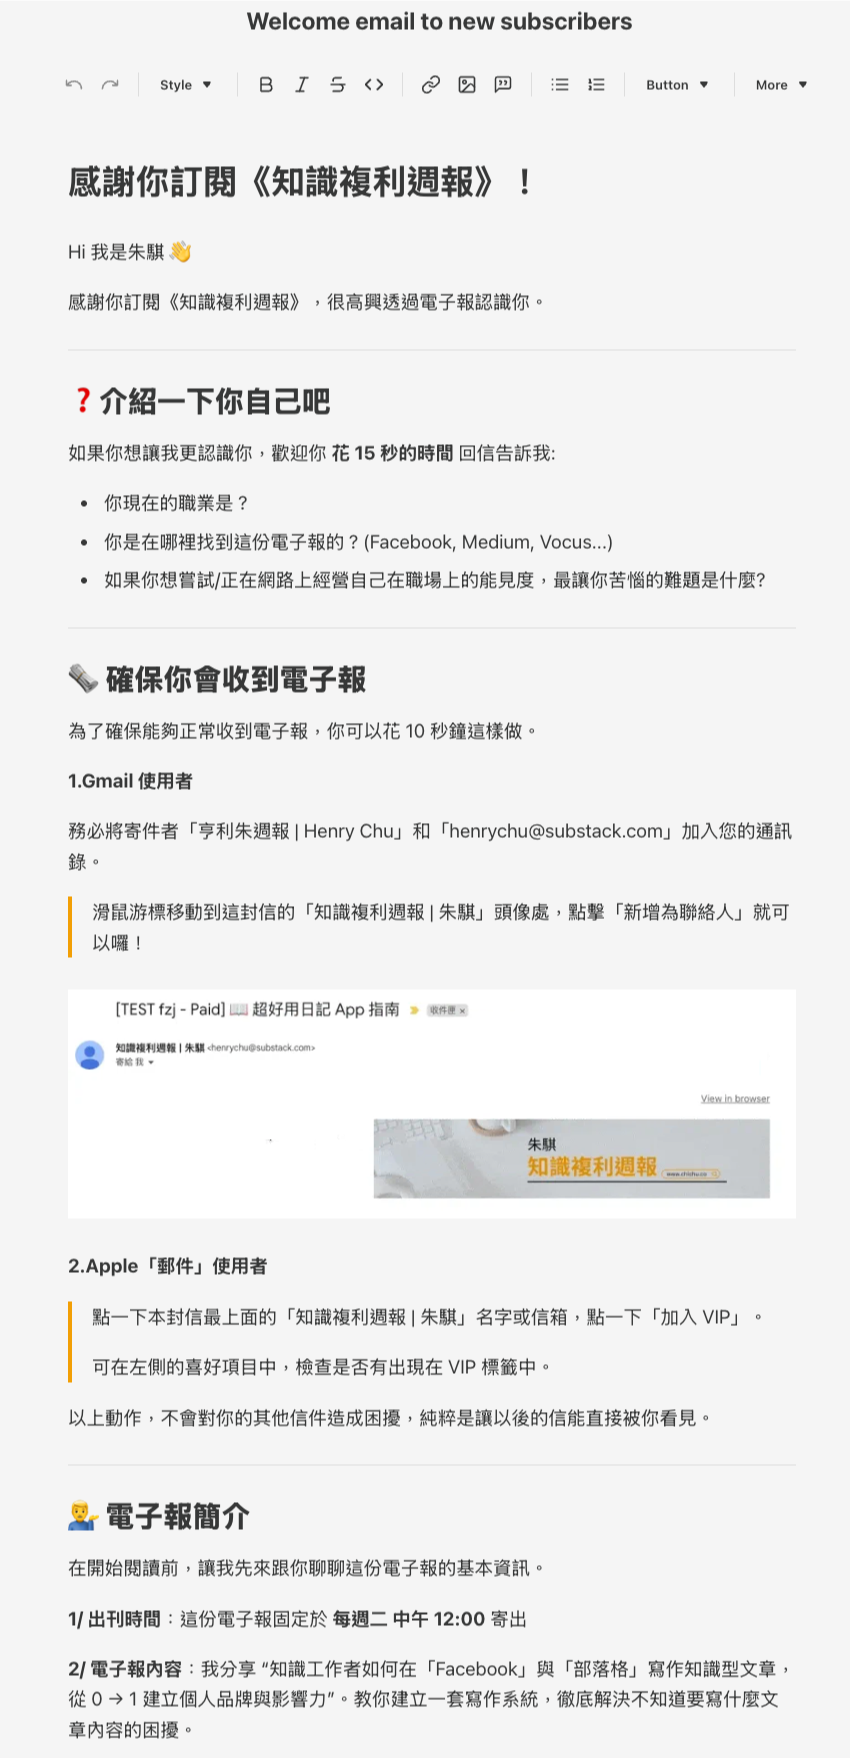 Welcome email to new subscribers
Style
Button
More
感謝你訂閱《知識複利週報》！
Hi 我是朱騏 👋
感謝你訂閱《知識複利週報》，很高興透過電子報認識你。
❓介紹一下你自己吧
如果你想讓我更認識你，歡迎你 花 15 秒的時間 回信告訴我:
• 你現在的職業是？
• 你是在哪裡找到這份電子報的？(Facebook, Medium, Vocus...)
• 如果你想嘗試/正在網路上經營自己在職場上的能見度，最讓你苦惱的難題是什麼?
🗞️ 確保你會收到電子報
為了確保能夠正常收到電子報，你可以花 10 秒鐘這樣做。
1.Gmail 使用者
務必將寄件者「亨利朱週報 | Henry Chu」和「henrychu@substack.com」加入您的通訊
錄。
滑鼠游標移動到這封信的「知識複利週報 | 朱騏」頭像處，點擊「新增為聯絡人」就可
以囉！
[TEST fzj - Paid] 📖 超好用日記 App 指南
收件匣 ×
知識複利週報 | 朱騏 <henrychu@substack.com>
寄給 我
View in browser
朱騏
知識複利週報
2.Apple「郵件」使用者
點一下本封信最上面的「知識複利週報 | 朱騏」名字或信箱，點一下「加入 VIP」。
可在左側的喜好項目中，檢查是否有出現在 VIP 標籤中。
以上動作，不會對你的其他信件造成困擾，純粹是讓以後的信能直接被你看見。
💁‍♂️ 電子報簡介
在開始閱讀前，讓我先來跟你聊聊這份電子報的基本資訊。
1/ 出刊時間：這份電子報固定於 每週二 中午 12:00 寄出
2/ 電子報內容：我分享 “知識工作者如何在「Facebook」與「部落格」寫作知識型文章，
從 0 → 1 建立個人品牌與影響力”。教你建立一套寫作系統，徹底解決不知道要寫什麼文
章內容的困擾。